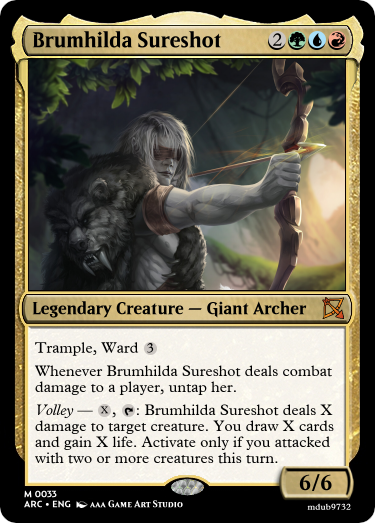 Brumhilda Sureshot 2
Legendary Creature — Giant Archer
Trample, Ward 3
Whenever Brumhilda Sureshot deals combat
damage to a player, untap her.
Volley — X, : Brumhilda Sureshot deals X
damage to target creature. You draw X cards
and gain X life. Activate only if you attacked
with two or more creatures this turn.
6/6
M 0033
ARC • ENG AAA Game Art Studio
mdub9732